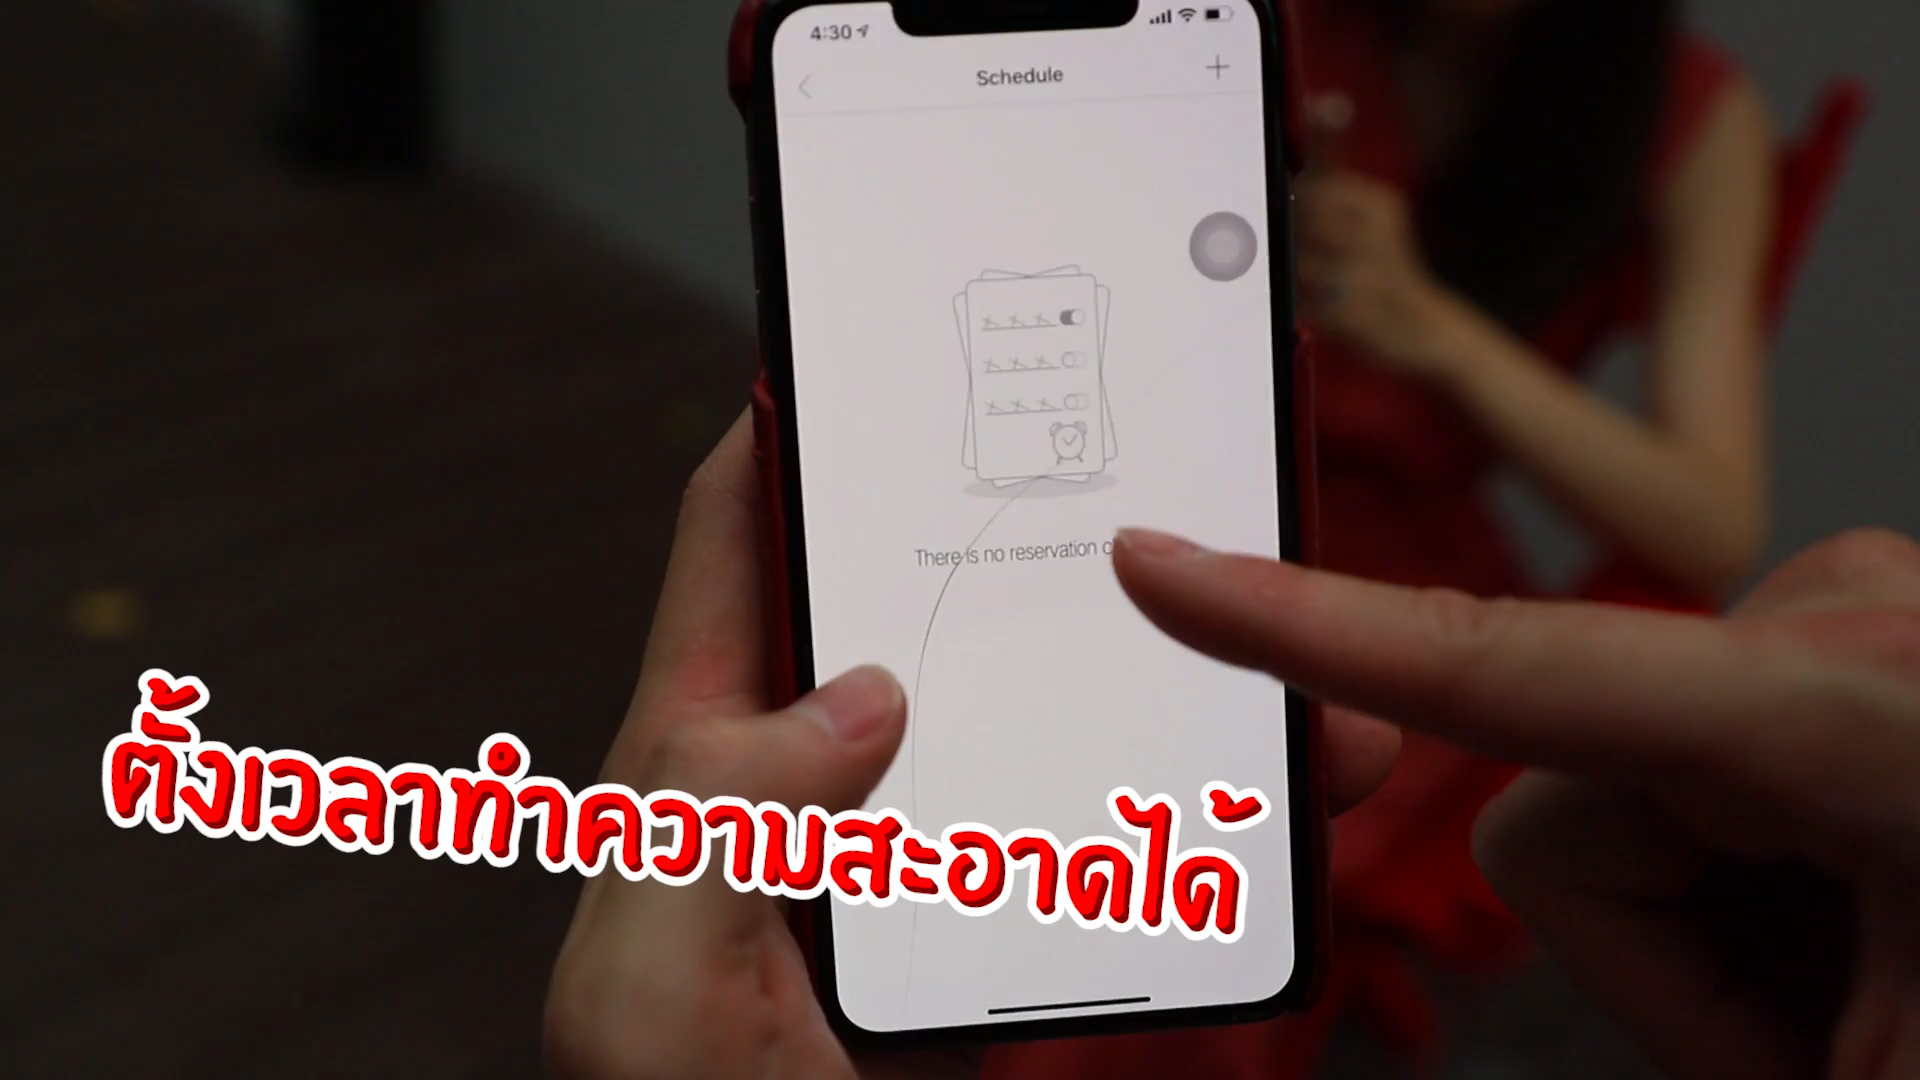 4:30
Schedule
There is no reservation
ตั้งเวลาทำความสะอาดได้